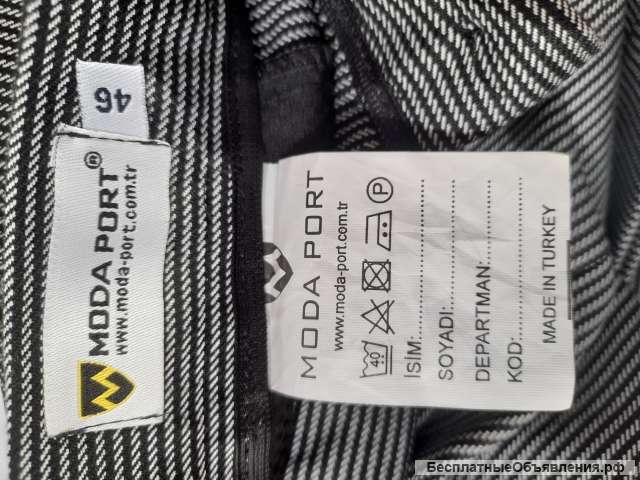 46
MODA PORT®
www.moda-port.com.tr
MODA PORT
www.moda-port.com.tr
40 P
İSİM:..............................
SOYADI:..........................
DEPARTMAN:..................
KOD:..............................
MADE IN TURKEY
БесплатныеОбъявления.рф